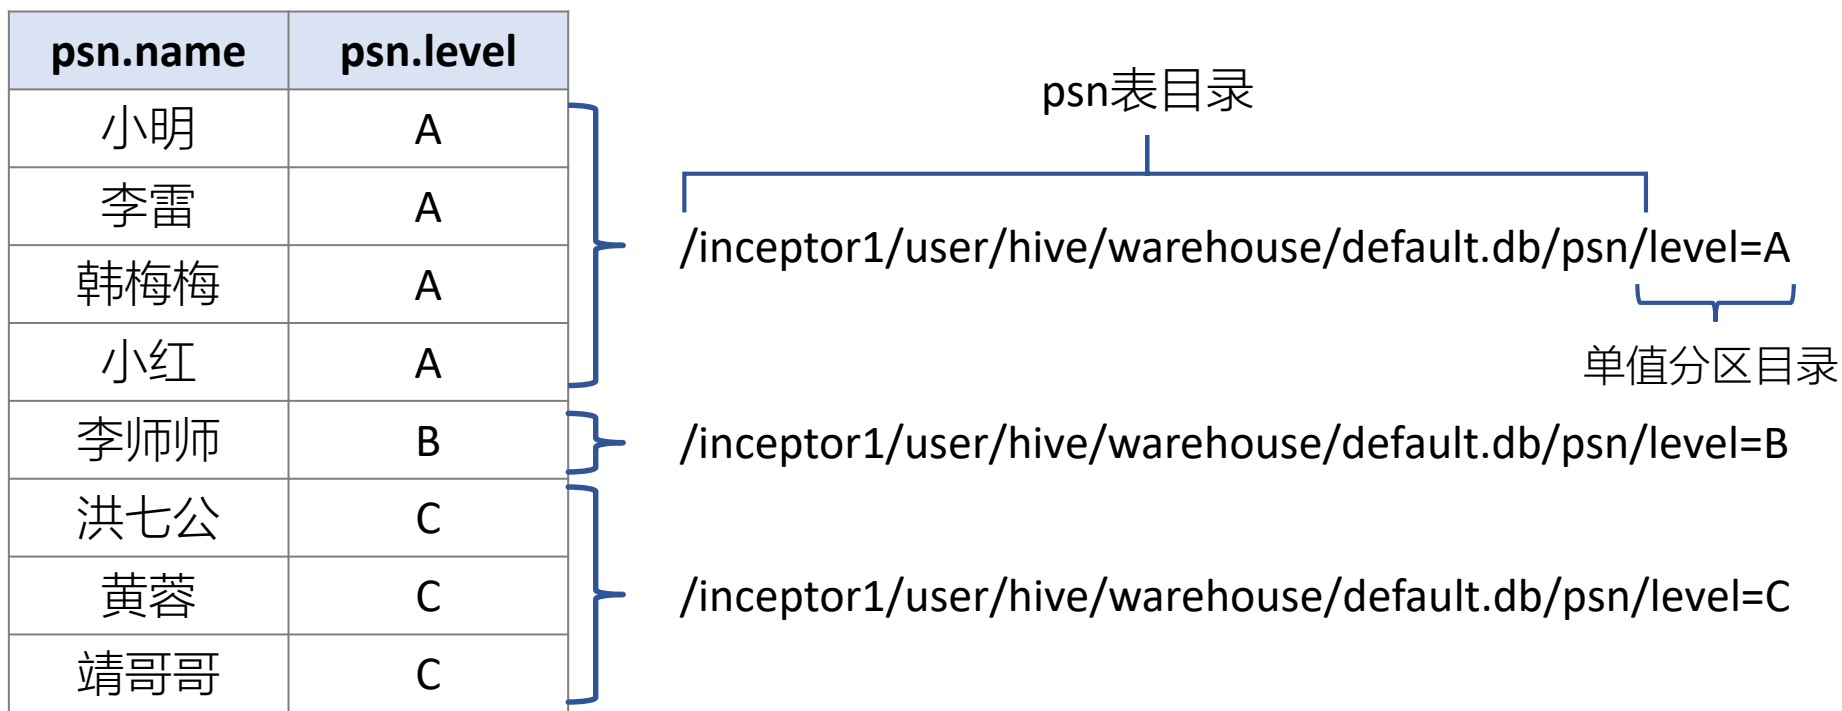 psn.name psn.level
小明 A
李雷 A
韩梅梅 A
小红 A
李师师 B
洪七公 C
黄蓉 C
靖哥哥 C
psn表目录
/inceptor1/user/hive/warehouse/default.db/psn/level=A
单值分区目录
/inceptor1/user/hive/warehouse/default.db/psn/level=B
/inceptor1/user/hive/warehouse/default.db/psn/level=C